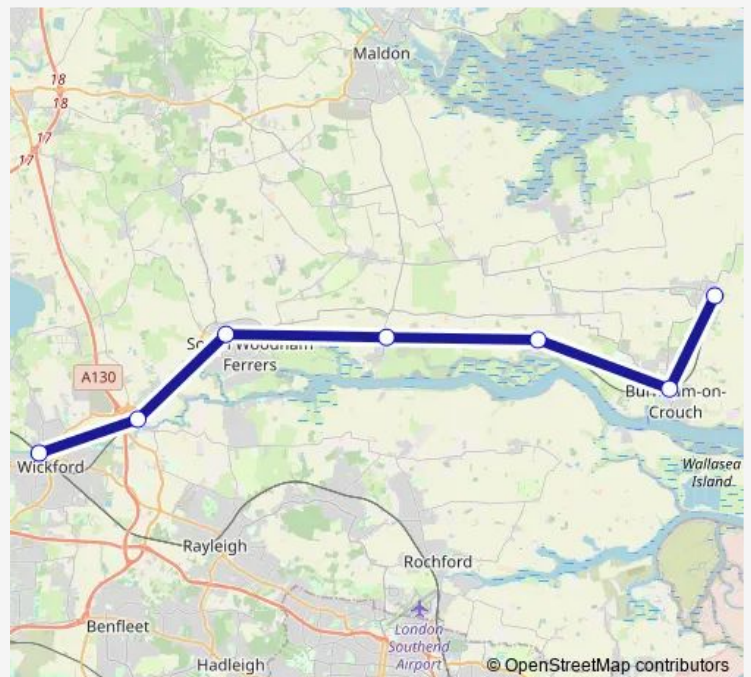 Maldon
18
18
17
17
A130
Ferrers
Crouch
Wickford
Wallasea
Island
Rayleigh
Rochford
Benfleet
London
Southend
Airport
Hadleigh
© OpenStreetMap contributors